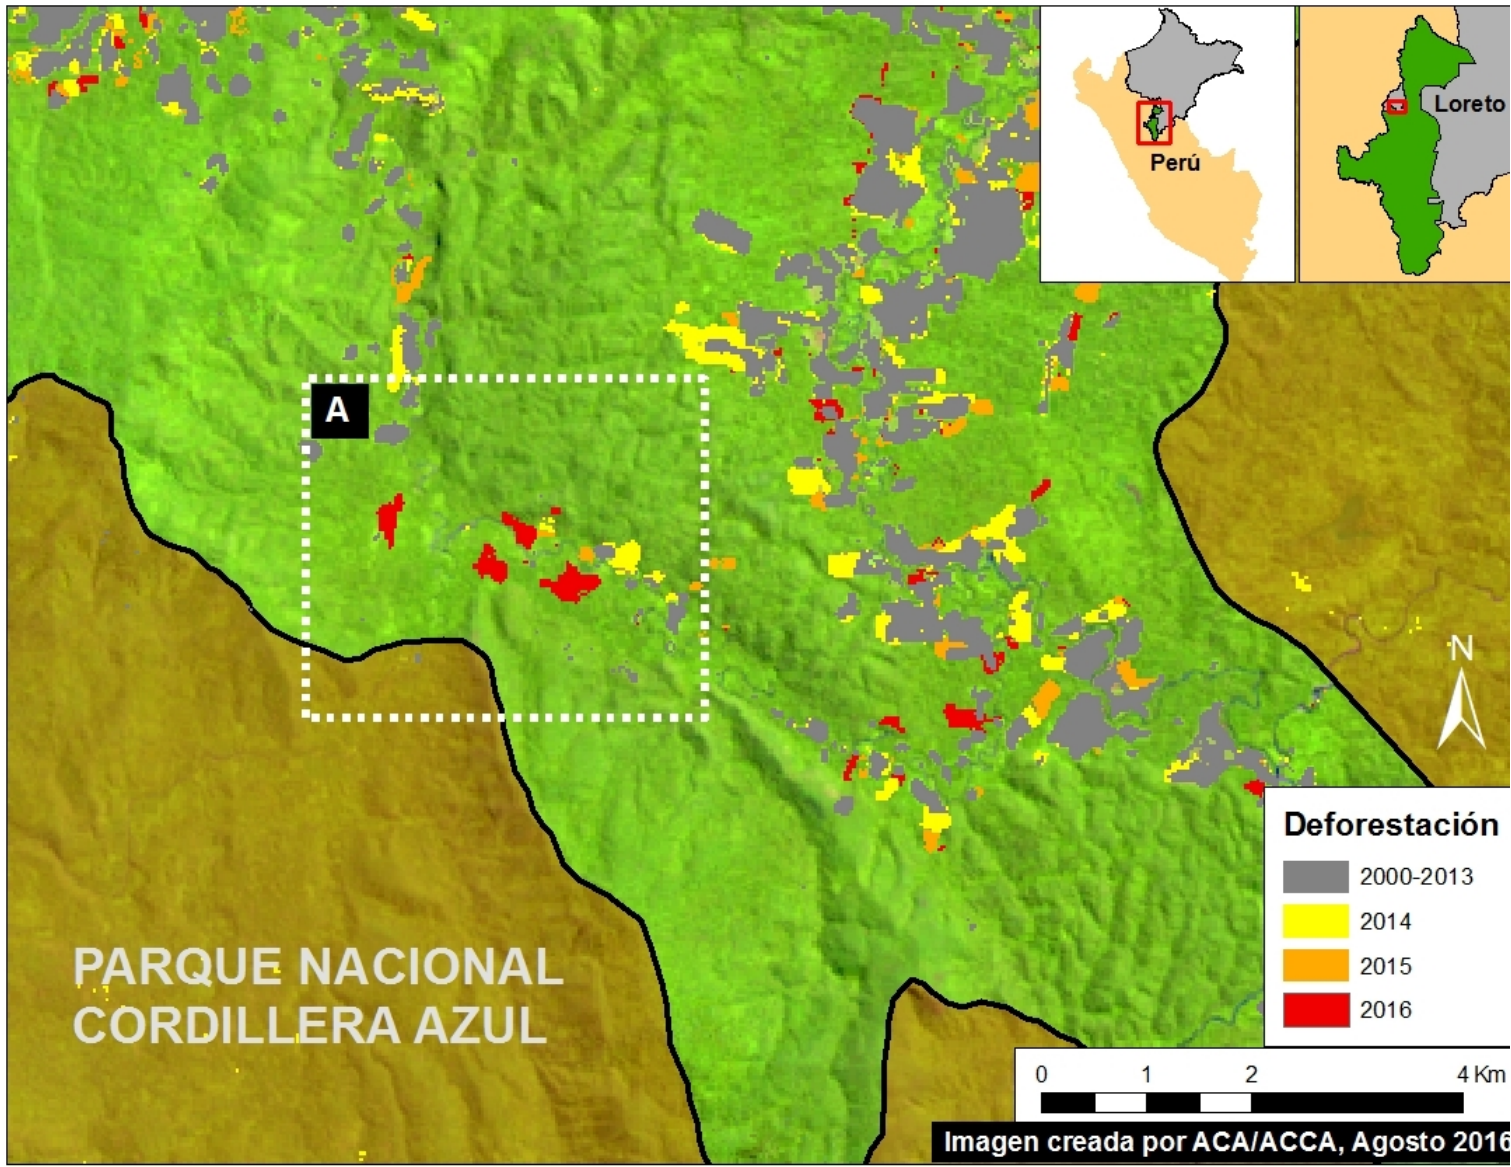 Perú
Loreto
A
N
PARQUE NACIONAL
CORDILLERA AZUL
Deforestación
2000-2013
2014
2015
2016
0 1 2 4 Km
Imagen creada por ACA/ACCA, Agosto 2016